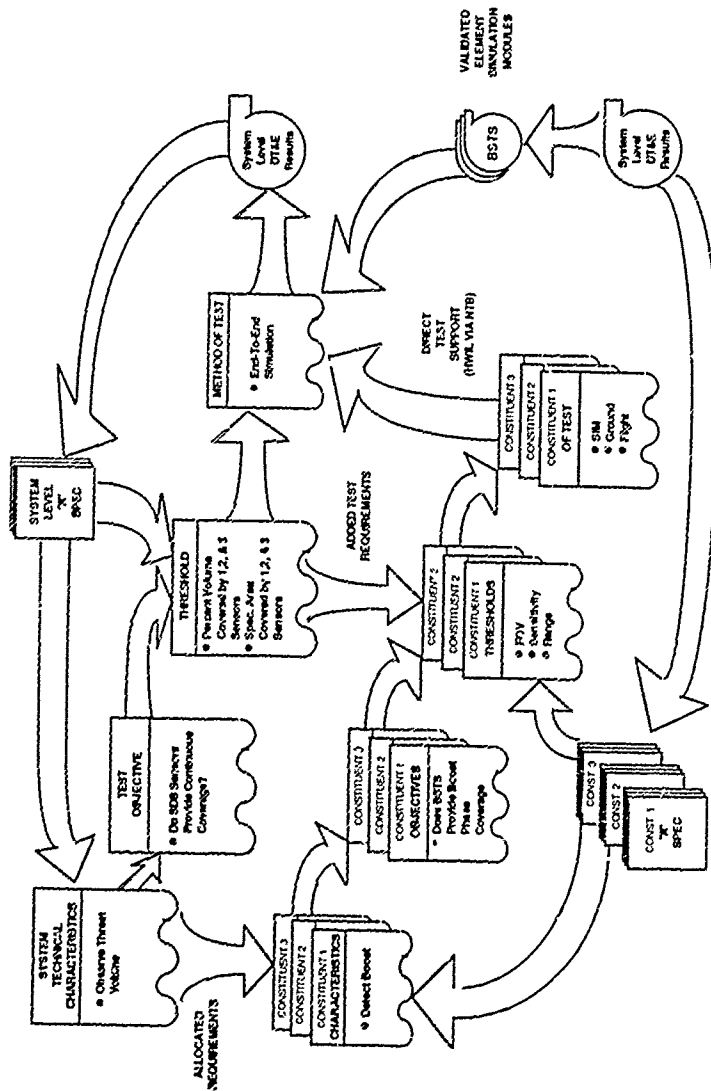 SYSTEM
LEVEL
"A"
SPEC
SYSTEM
TECHNICAL
CHARACTERISTICS
Observe Threat
Volume
TEST
OBJECTIVE
Do SDS Sensors
Provide Continuous
Coverage?
THRESHOLD
Percent Volume
Covered by 1,2, & 3
Sensors
Spec. Area
Covered by 1,2, & 3
Sensors
METHOD OF TEST
End-To-End
Simulation
System
Level
DT&E
Results
ALLOCATED
REQUIREMENTS
ADDED TEST
REQUIREMENTS
DIRECT
TEST
SUPPORT
(HWIL VIA NTB)
VALIDATED
ELEMENT
SIMULATION
MODULES
CONSTITUENT 3
CONSTITUENT 2
CONSTITUENT 1
CHARACTERISTICS
Detect Boost
CONSTITUENT 3
CONSTITUENT 2
CONSTITUENT 1
OBJECTIVES
Does BSTS
Provide Boost
Phase
Coverage
CONSTITUENT 3
CONSTITUENT 2
CONSTITUENT 1
THRESHOLDS
FOV
Sensitivity
Range
CONSTITUENT 3
CONSTITUENT 2
CONSTITUENT 1
OF TEST
SIM
Ground
Flight
BSTS
System
Level
DT&E
Results
CONST 3
CONST 2
CONST 1
"A"
SPEC